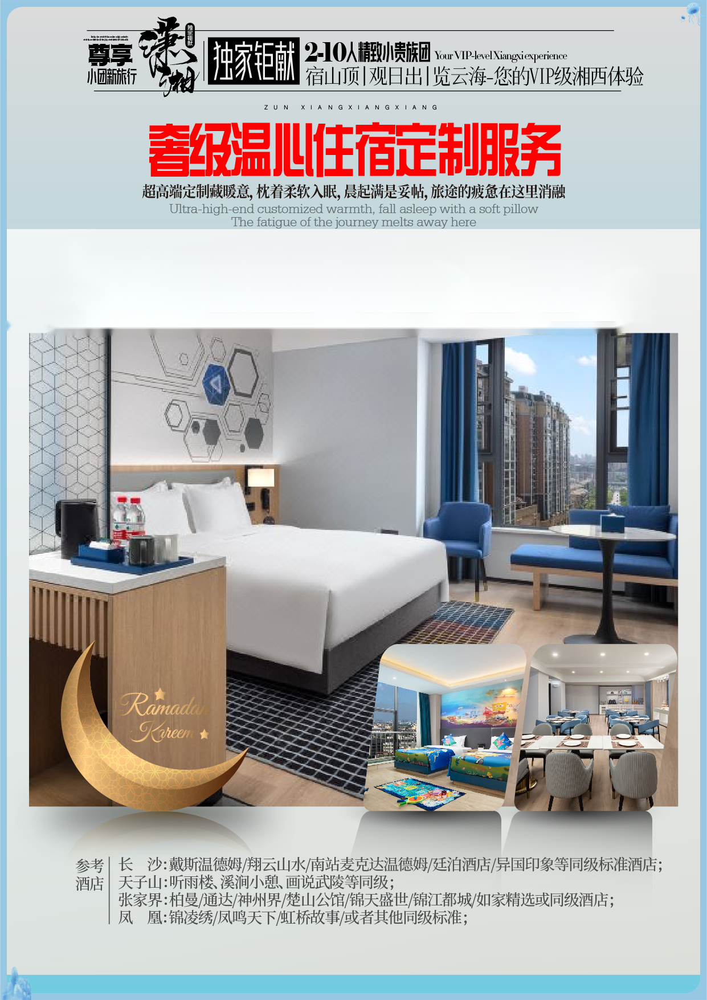 尊享
小团新旅行
潇湘
独家钜献
独家钜献
2-10人精致小贵族团 Your VIP-level Xiangxi experience
宿山顶|观日出|览云海-您的VIP级湘西体验
ZUN XIANGXIANGXIANG
奢级温心住宿定制服务
超高端定制藏暖意,枕着柔软入眠,晨起满是妥帖,旅途的疲惫在这里消融
Ultra-high-end customized warmth, fall asleep with a soft pillow
The fatigue of the journey melts away here
Ramadan
Kareem
参考
酒店
长 沙:戴斯温德姆/翔云山水/南站麦克达温德姆/廷泊酒店/异国印象等同级标准酒店;
天子山:听雨楼、溪涧小憩、画说武陵等同级;
张家界:柏曼/通达/神州界/楚山公馆/锦天盛世/锦江都城/如家精选或同级酒店;
凤 凰:锦凌绣/凤鸣天下/虹桥故事/或者其他同级标准;